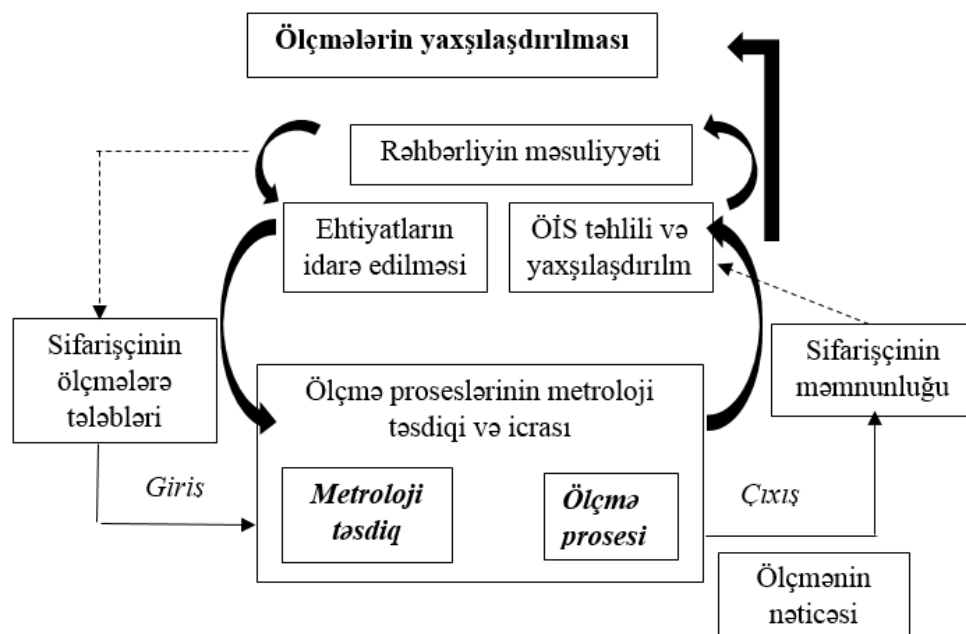 Ölçmələrin yaxşılaşdırılması
Rəhbərliyin məsuliyyəti
Ehtiyatların
idarə edilməsi
ÖİS təhlili və
yaxşılaşdırılm
Sifarişçinin
ölçmələrə
tələbləri
Ölçmə proseslərinin metroloji
təsdiqi və icrası
Sifarişçinin
məmnunluğu
Giris
Metroloji
təsdiq
Ölçmə
prosesi
Çıxış
Ölçmənin
nəticəsi